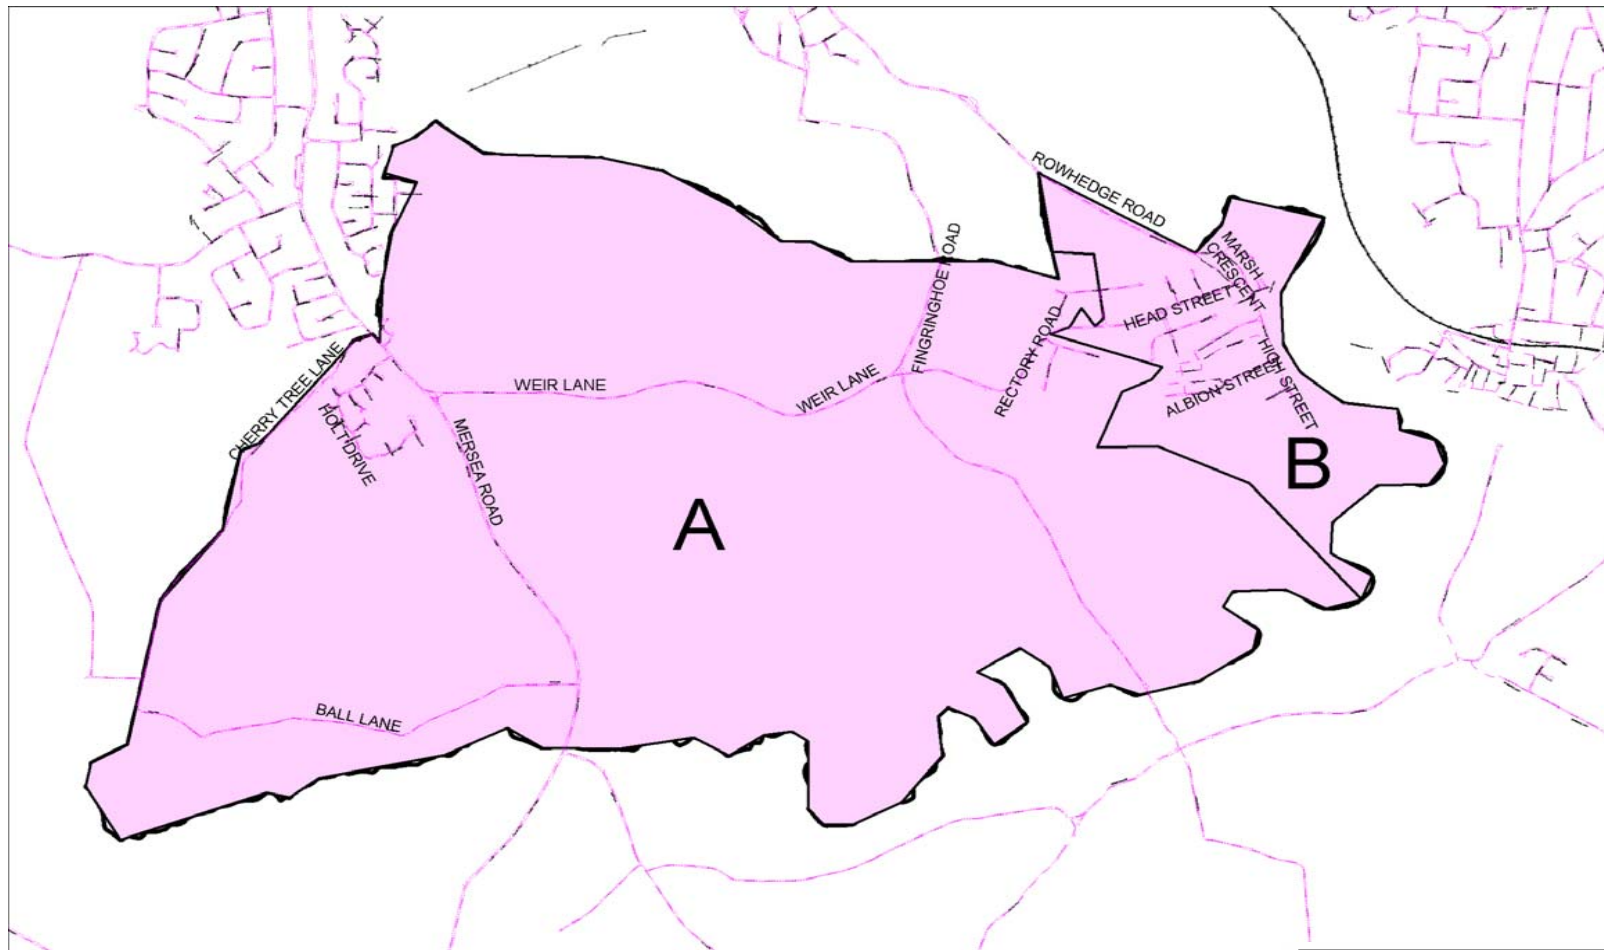 ROWHEDGE ROAD
MARSH
CRESCENT
FINGRINGHOE ROAD
HEAD STREET
RECTORY ROAD
CHERRY TREE LANE
WEIR LANE
WEIR LANE
HIGH STREET
ALBION STREET
HOLT DRIVE
MERSEA ROAD
B
A
BALL LANE